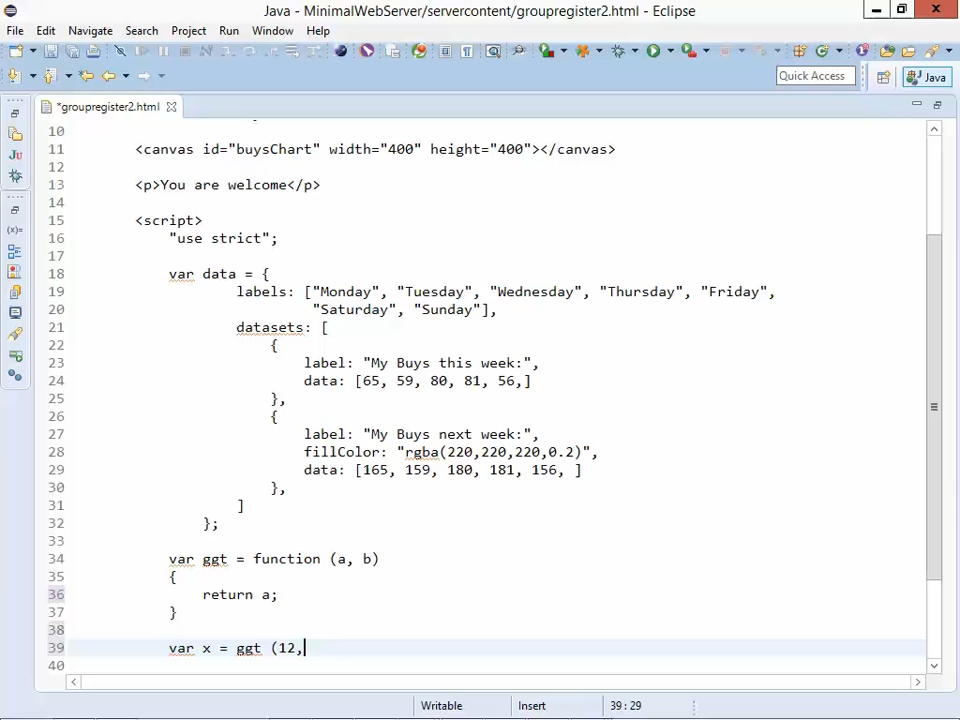 Java - MinimalWebServer/servercontent/groupregister2.html - Eclipse
File Edit Navigate Search Project Run Window Help
Quick Access
Java
*groupregister2.html
10
11 <canvas id="buysChart" width="400" height="400"></canvas>
12
13 <p>You are welcome</p>
14
15 <script>
16 "use strict";
17
18 var data = {
19 labels: ["Monday", "Tuesday", "Wednesday", "Thursday", "Friday",
20 "Saturday", "Sunday"],
21 datasets: [
22 {
23 label: "My Buys this week:",
24 data: [65, 59, 80, 81, 56,]
25 },
26 {
27 label: "My Buys next week:",
28 fillColor: "rgba(220,220,220,0.2)",
29 data: [165, 159, 180, 181, 156, ]
30 },
31 ]
32 };
33
34 var ggt = function (a, b)
35 {
36 return a;
37 }
38
39 var x = ggt (12,
40
Writable Insert 39 : 29